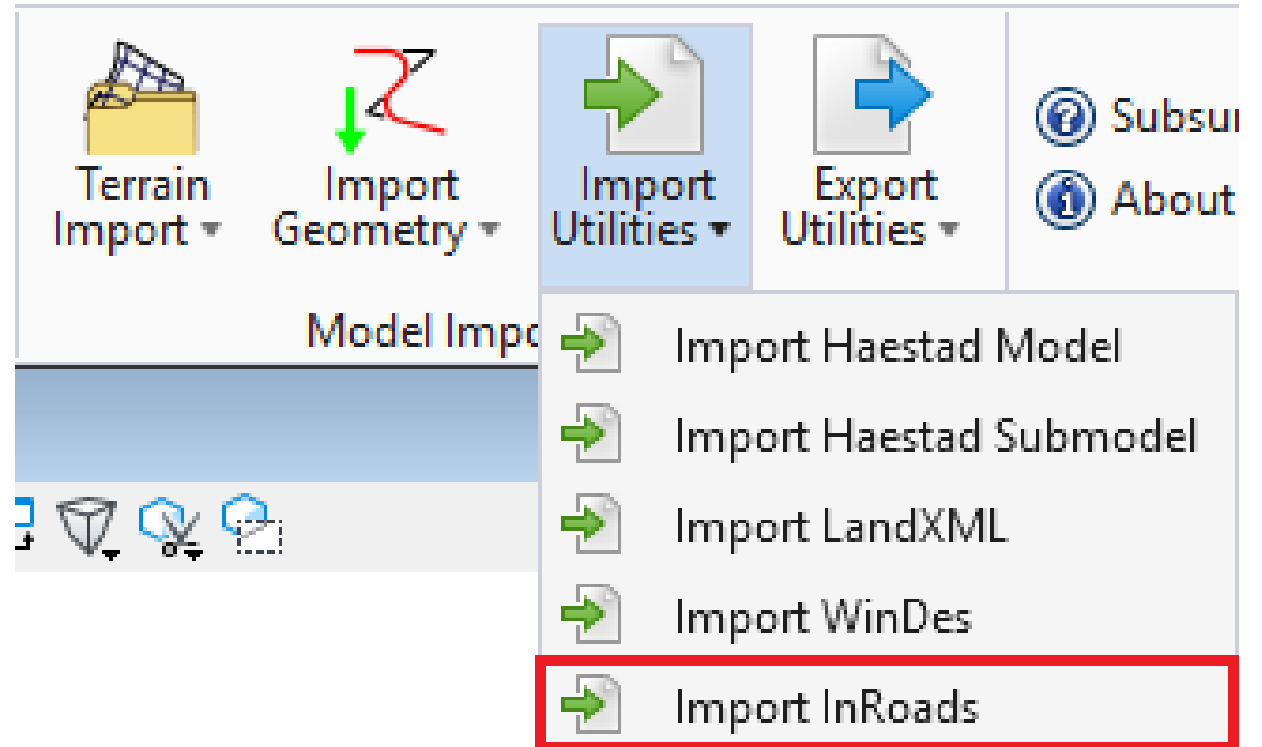 Terrain
Import
Import
Geometry
Import
Utilities
Export
Utilities
About
Import Haestad Model
Import Haestad Submodel
Import LandXML
Import WinDes
Import InRoads
Model